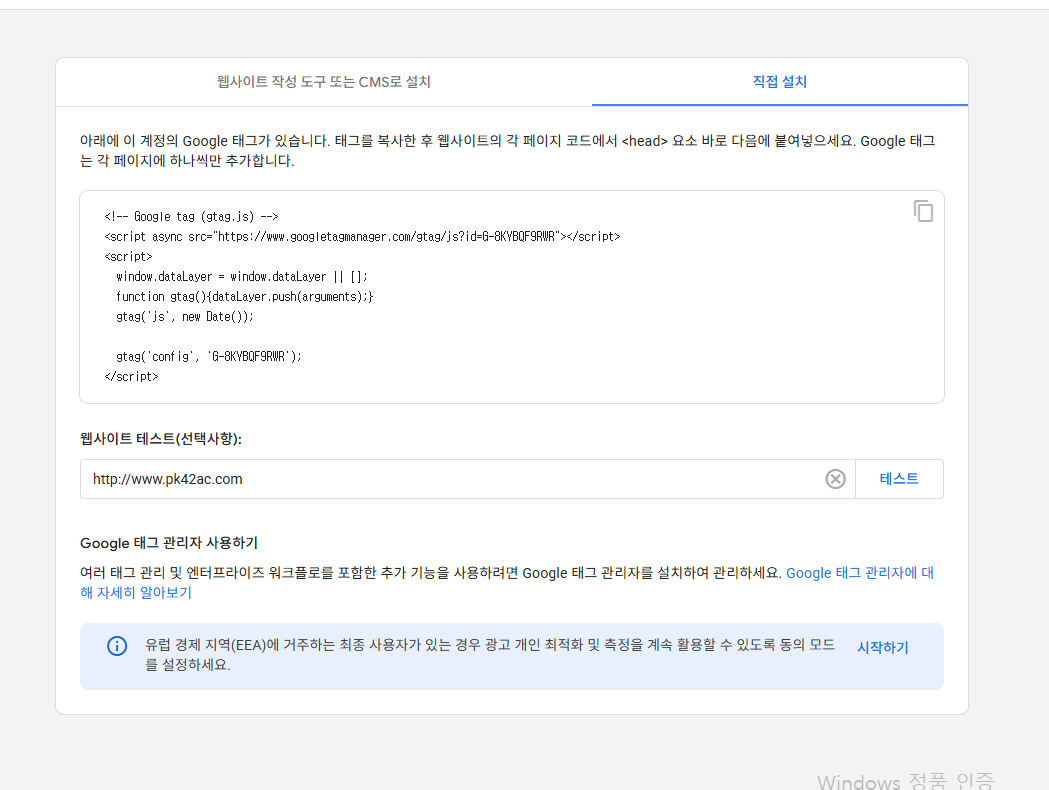 웹사이트 작성 도구 또는 CMS로 설치
직접 설치
아래에 이 계정의 Google 태그가 있습니다. 태그를 복사한 후 웹사이트의 각 페이지 코드에서 <head> 요소 바로 다음에 붙여넣으세요. Google 태그
는 각 페이지에 하나씩만 추가합니다.
<!-- Google tag (gtag.js) -->
<script async src="https://www.googletagmanager.com/gtag/js?id=G-8KYBQF9RWR"></script>
<script>
window.dataLayer = window.dataLayer || [];
function gtag(){dataLayer.push(arguments);}
gtag('js', new Date());
gtag('config', 'G-8KYBQF9RWR');
</script>
웹사이트 테스트(선택사항):
http://www.pk42ac.com
테스트
Google 태그 관리자 사용하기
여러 태그 관리 및 엔터프라이즈 워크플로를 포함한 추가 기능을 사용하려면 Google 태그 관리자를 설치하여 관리하세요. Google 태그 관리자에 대
해 자세히 알아보기
유럽 경제 지역(EEA)에 거주하는 최종 사용자가 있는 경우 광고 개인 최적화 및 측정을 계속 활용할 수 있도록 동의 모드
를 설정하세요.
시작하기
Windows 정품 인증